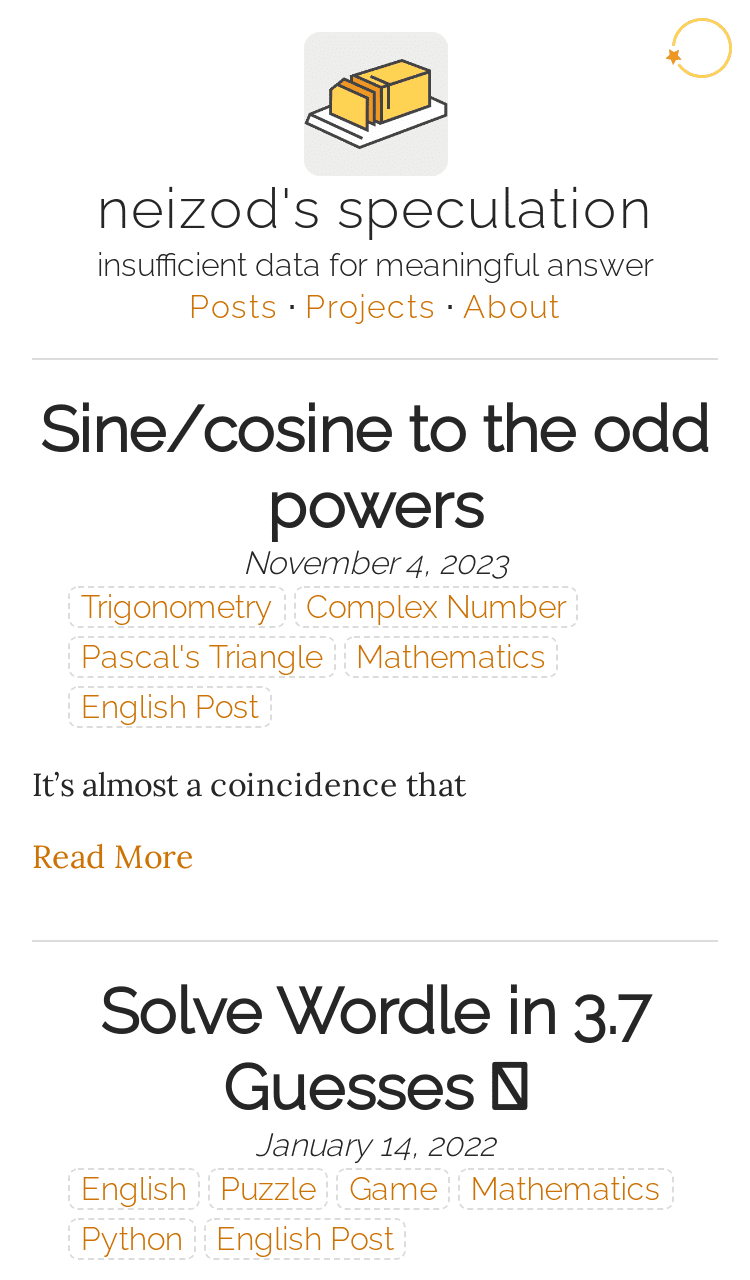 neizod's speculation
insufficient data for meaningful answer
Posts · Projects · About
Sine/cosine to the odd
powers
November 4, 2023
Trigonometry Complex Number
Pascal's Triangle Mathematics
English Post
It’s almost a coincidence that
Read More
Solve Wordle in 3.7
Guesses
January 14, 2022
English Puzzle Game Mathematics
Python English Post